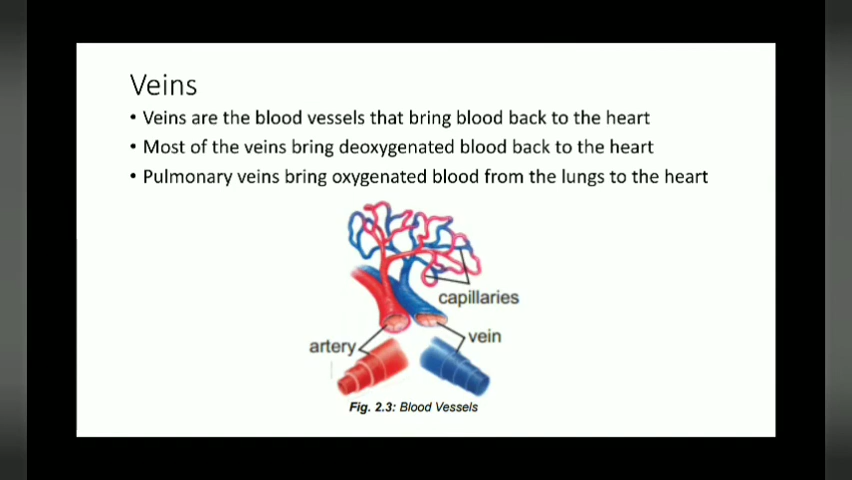 Veins
• Veins are the blood vessels that bring blood back to the heart
• Most of the veins bring deoxygenated blood back to the heart
• Pulmonary veins bring oxygenated blood from the lungs to the heart
capillaries
vein
artery
Fig. 2.3: Blood Vessels